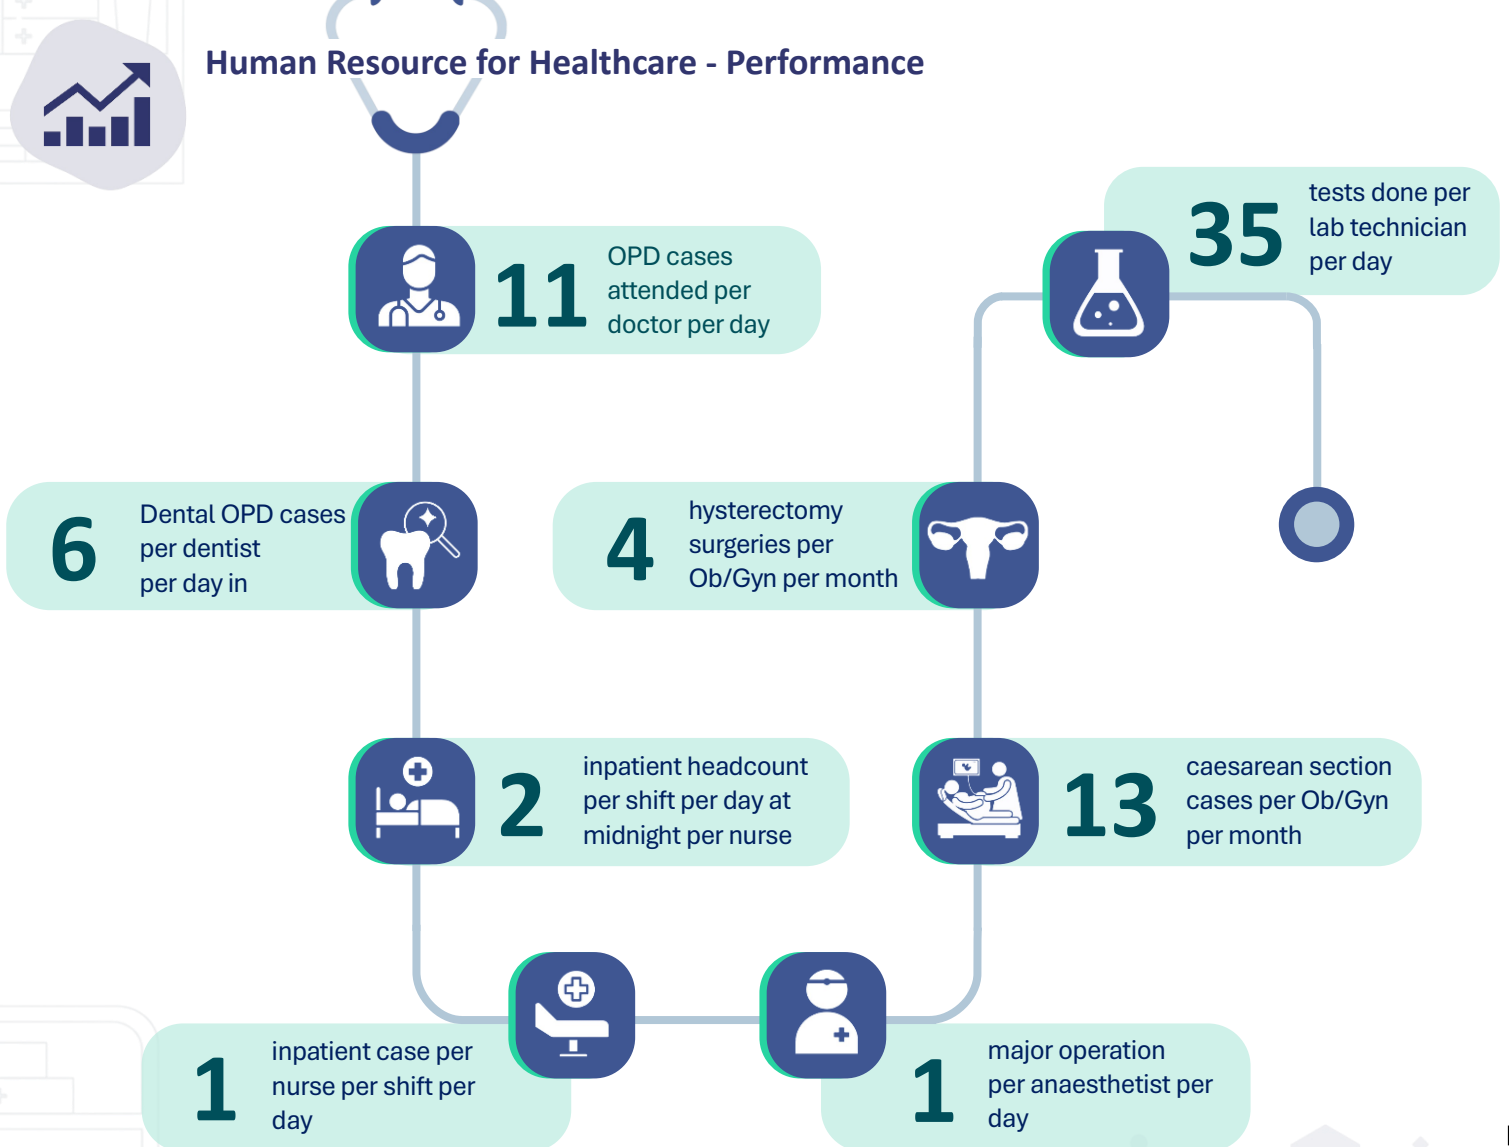 Human Resource for Healthcare - Performance
11
OPD cases
attended per
doctor per day
6
Dental OPD cases
per dentist
per day in
2
inpatient headcount
per shift per day at
midnight per nurse
1
inpatient case per
nurse per shift per
day
1
major operation
per anaesthetist per
day
13
caesarean section
cases per Ob/Gyn
per month
4
hysterectomy
surgeries per
Ob/Gyn per month
35
tests done per
lab technician
per day